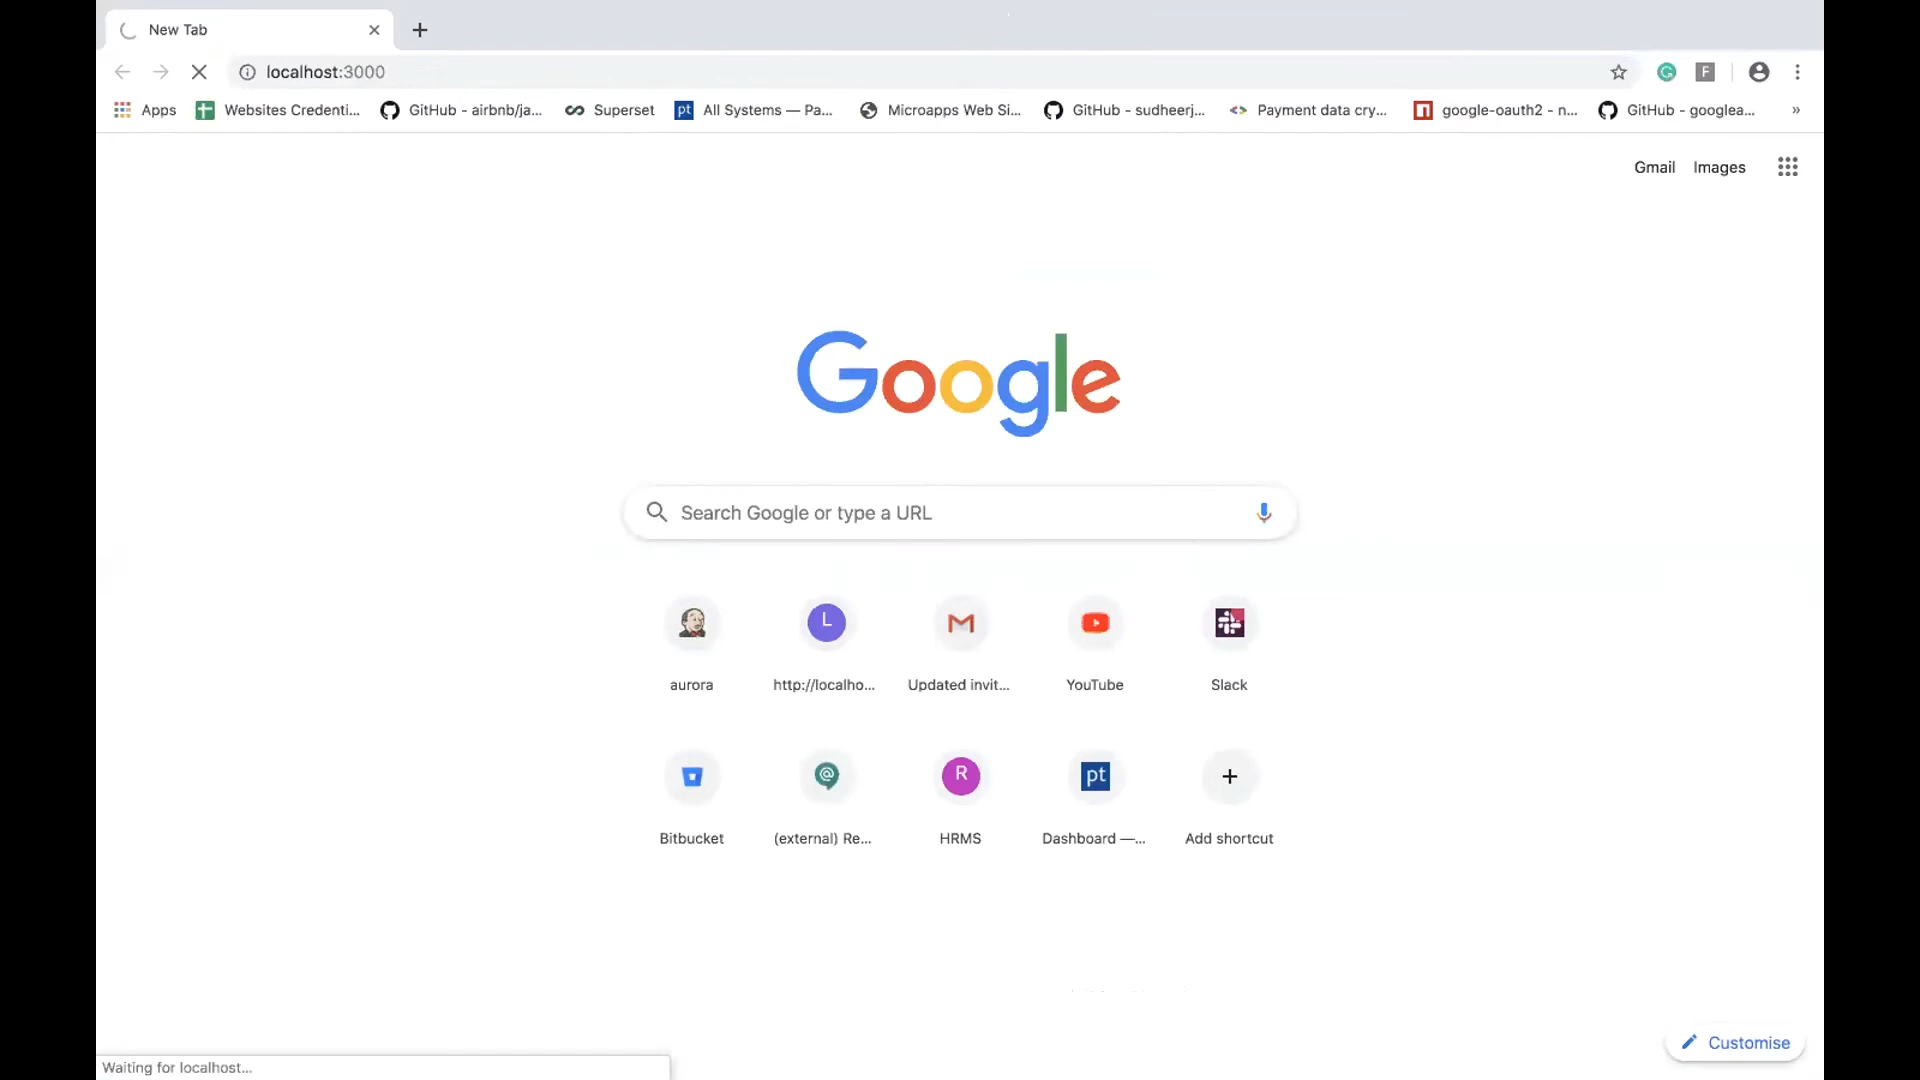 New Tab
localhost:3000
F
Apps
Websites Credenti...
GitHub - airbnb/ja...
Superset
pt
All Systems — Pa...
Microapps Web Si...
GitHub - sudheerj...
Payment data cry...
google-oauth2 - n...
GitHub - googlea...
»
Gmail
Images
Google
Search Google or type a URL
L
aurora
http://localho...
Updated invit...
YouTube
Slack
R
pt
Bitbucket
(external) Re...
HRMS
Dashboard —...
Add shortcut
Customise
Waiting for localhost...